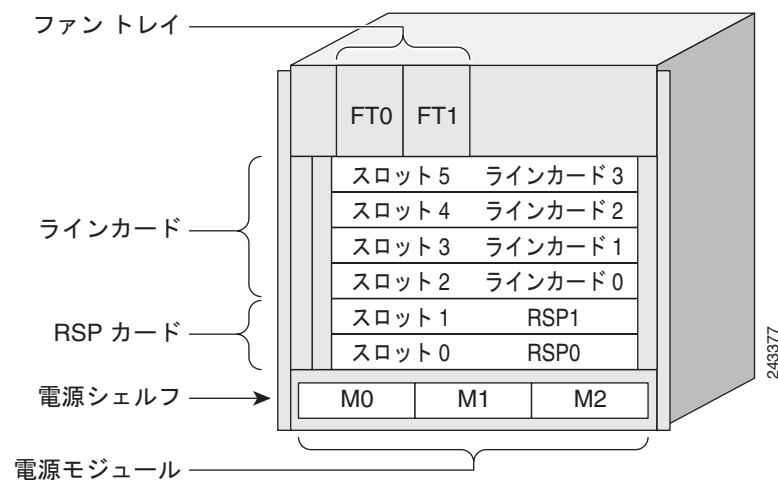 ファン トレイ
FT0 FT1
スロット 5 ラインカード 3
スロット 4 ラインカード 2
ラインカード
スロット 3 ラインカード 1
スロット 2 ラインカード 0
RSP カード
スロット 1 RSP1
スロット 0 RSP0
電源シェルフ
M0 M1 M2
電源モジュール
243377